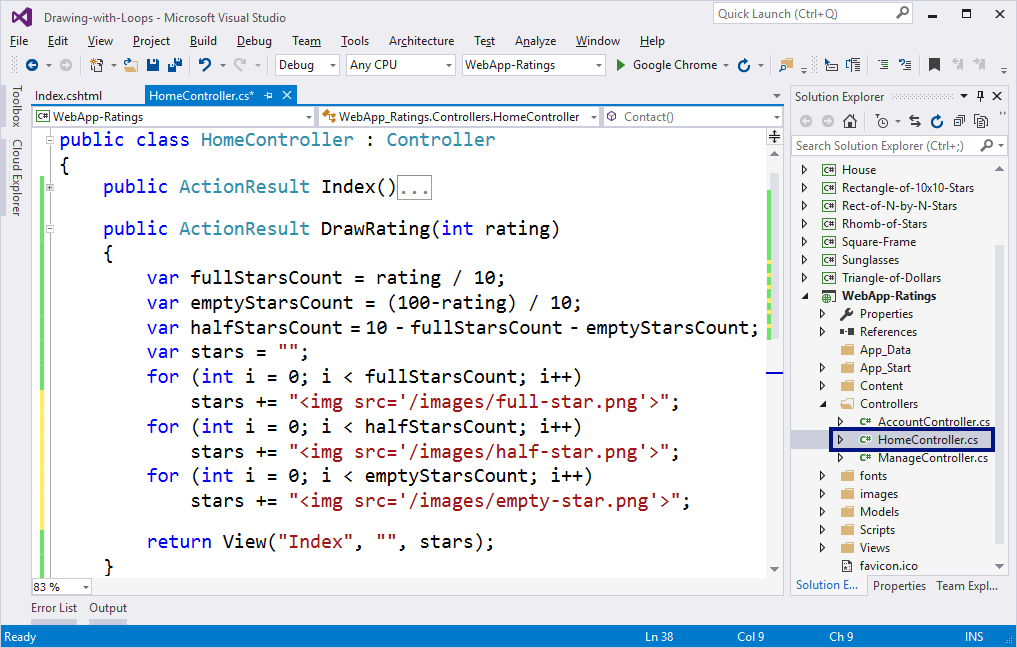 Drawing-with-Loops - Microsoft Visual Studio
Quick Launch (Ctrl+Q)
File Edit View Project Build Debug Team Tools Architecture Test Analyze Window Help
Debug Any CPU WebApp-Ratings Google Chrome
Toolbox
Cloud Explorer
Index.cshtml HomeController.cs*
C# WebApp-Ratings WebApp_Ratings.Controllers.HomeController Contact()
public class HomeController : Controller
{
public ActionResult Index()...
public ActionResult DrawRating(int rating)
{
var fullStarsCount = rating / 10;
var emptyStarsCount = (100-rating) / 10;
var halfStarsCount = 10 - fullStarsCount - emptyStarsCount;
var stars = "";
for (int i = 0; i < fullStarsCount; i++)
stars += "<img src='/images/full-star.png'>";
for (int i = 0; i < halfStarsCount; i++)
stars += "<img src='/images/half-star.png'>";
for (int i = 0; i < emptyStarsCount; i++)
stars += "<img src='/images/empty-star.png'>";
return View("Index", "", stars);
}
83 %
Error List Output
Solution Explorer
Search Solution Explorer (Ctrl+;)
C# House
C# Rectangle-of-10x10-Stars
C# Rect-of-N-by-N-Stars
C# Rhomb-of-Stars
C# Square-Frame
C# Sunglasses
C# Triangle-of-Dollars
WebApp-Ratings
Properties
References
App_Data
App_Start
Content
Controllers
C# AccountController.cs
C# HomeController.cs
C# ManageController.cs
fonts
images
Models
Scripts
Views
favicon.ico
Solution E... Properties Team Expl...
Ready Ln 38 Col 9 Ch 9 INS